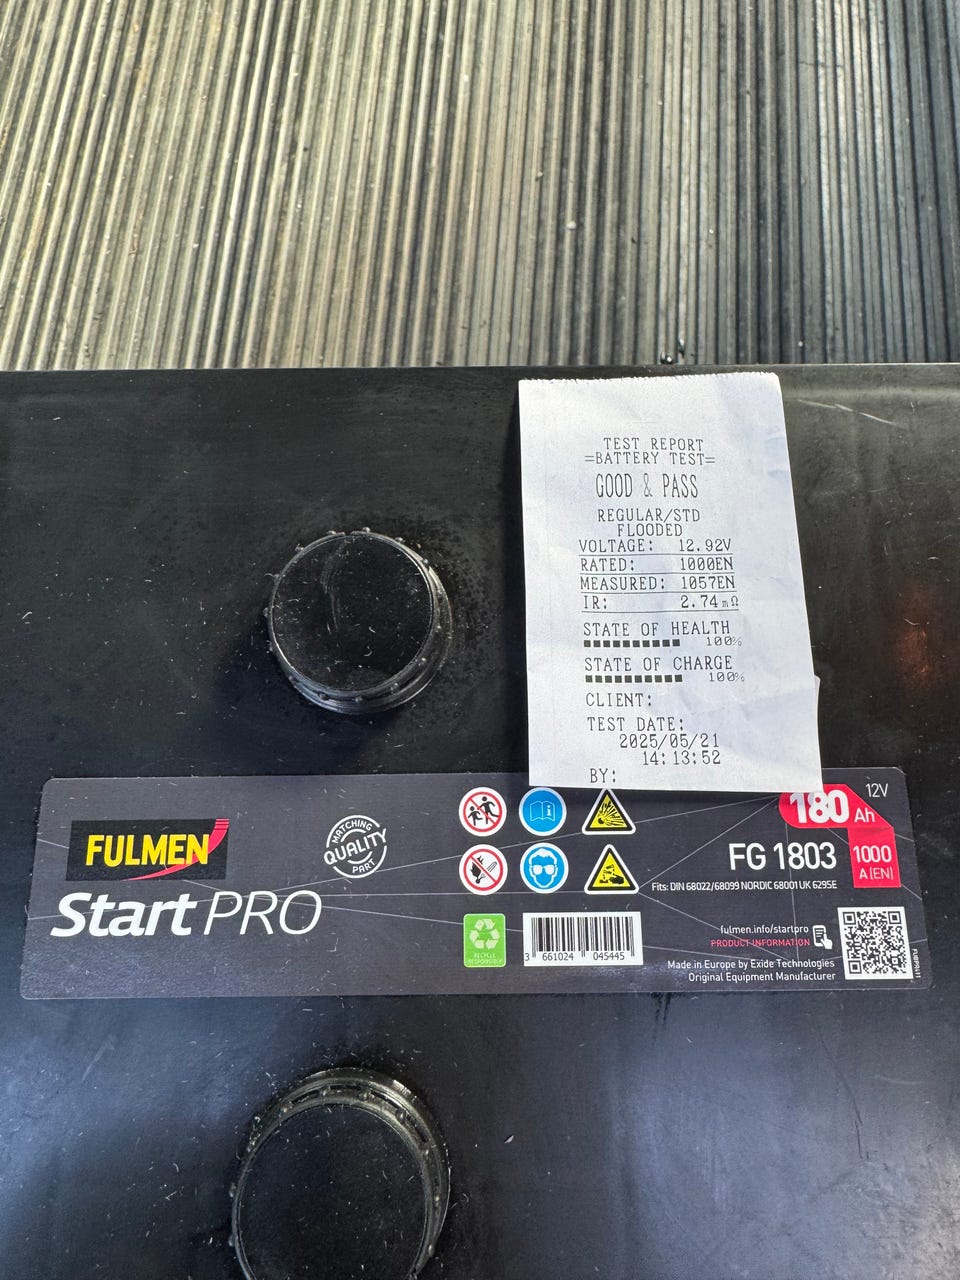 TEST REPORT
=BATTERY TEST=
GOOD & PASS
REGULAR/STD
FLOODED
VOLTAGE: 12.92V
RATED: 1000EN
MEASURED: 1057EN
IR: 2.74mΩ
STATE OF HEALTH
100%
STATE OF CHARGE
100%
CLIENT:
TEST DATE:
2025/05/21
14:13:52
BY:
180 Ah
12V
FULMEN
MATCHING
QUALITY
PART
FG 1803
1000
A (EN)
Fits: DIN 68022/68099 NORDIC 68001 UK 629SE
Start PRO
RECYCLE
RESPONSIBLY
3 661024 045445
fulmen.info/startpro
PRODUCT INFORMATION
Made in Europe by Exide Technologies
Original Equipment Manufacturer